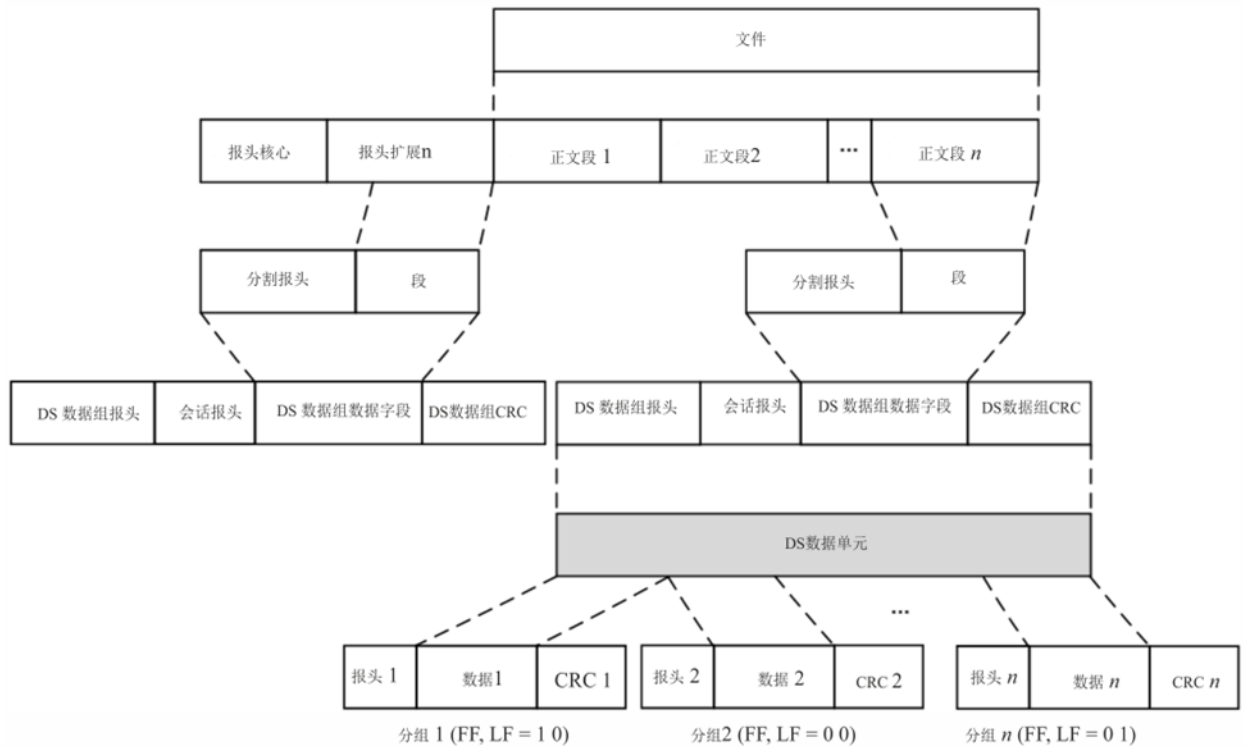 文件
报头核心 报头扩展n 正文段 1 正文段2 ... 正文段 n
分割报头 段 分割报头 段
DS 数据组报头 会话报头 DS 数据组数据字段 DS数据组CRC DS 数据组报头 会话报头 DS 数据组数据字段 DS数据组CRC
DS数据单元
...
报头 1 数据1 CRC 1 报头 2 数据 2 CRC 2 报头 n 数据 n CRC n
分组 1 (FF, LF = 1 0) 分组2 (FF, LF = 0 0) 分组 n (FF, LF = 0 1)